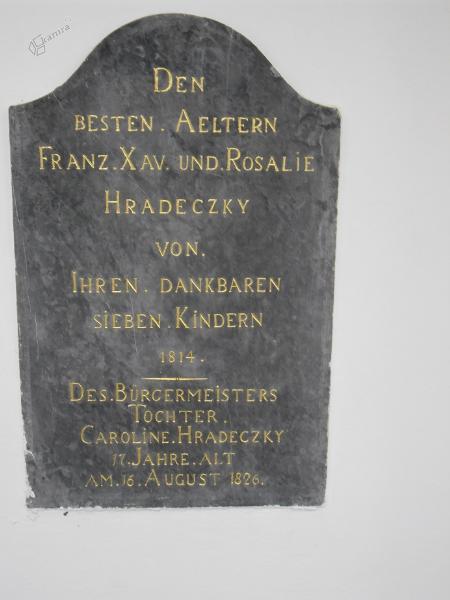 kamra
Den
besten. Aeltern
Franz. Xav. und. Rosalie
Hradeczky
von.
Ihren. dankbaren
sieben. Kindern
1814.
Des. Bürgermeisters
Tochter.
Caroline. Hradeczky
17. Jahre. alt
am. 16. August 1826.